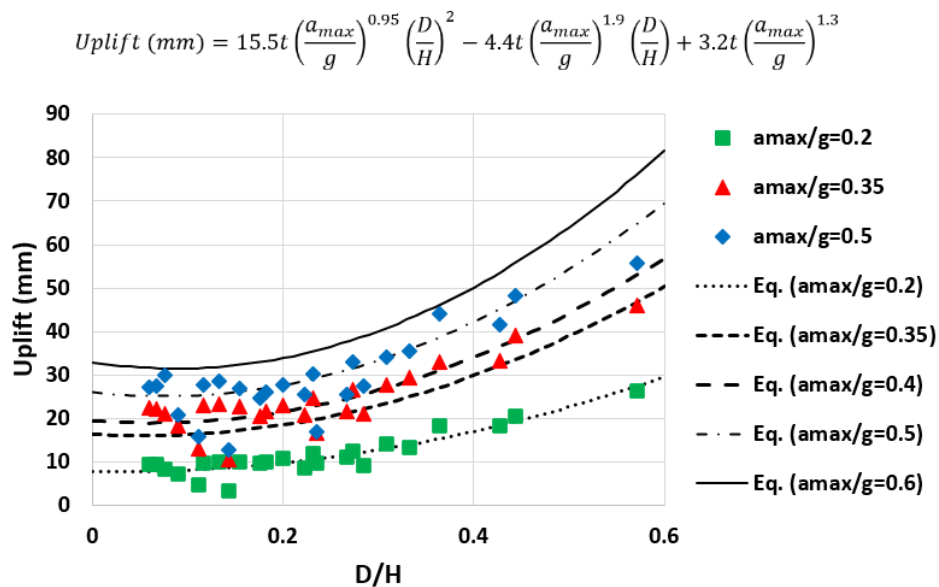 Uplift (mm) = 15.5t (a_max/g)^0.95 (D/H)^2 − 4.4t (a_max/g)^1.9 (D/H) + 3.2t (a_max/g)^1.3
90
80
70
60
50
40
30
20
10
0
Uplift (mm)
0 0.2 0.4 0.6
D/H
amax/g=0.2
amax/g=0.35
amax/g=0.5
Eq. (amax/g=0.2)
Eq. (amax/g=0.35)
Eq. (amax/g=0.4)
Eq. (amax/g=0.5)
Eq. (amax/g=0.6)